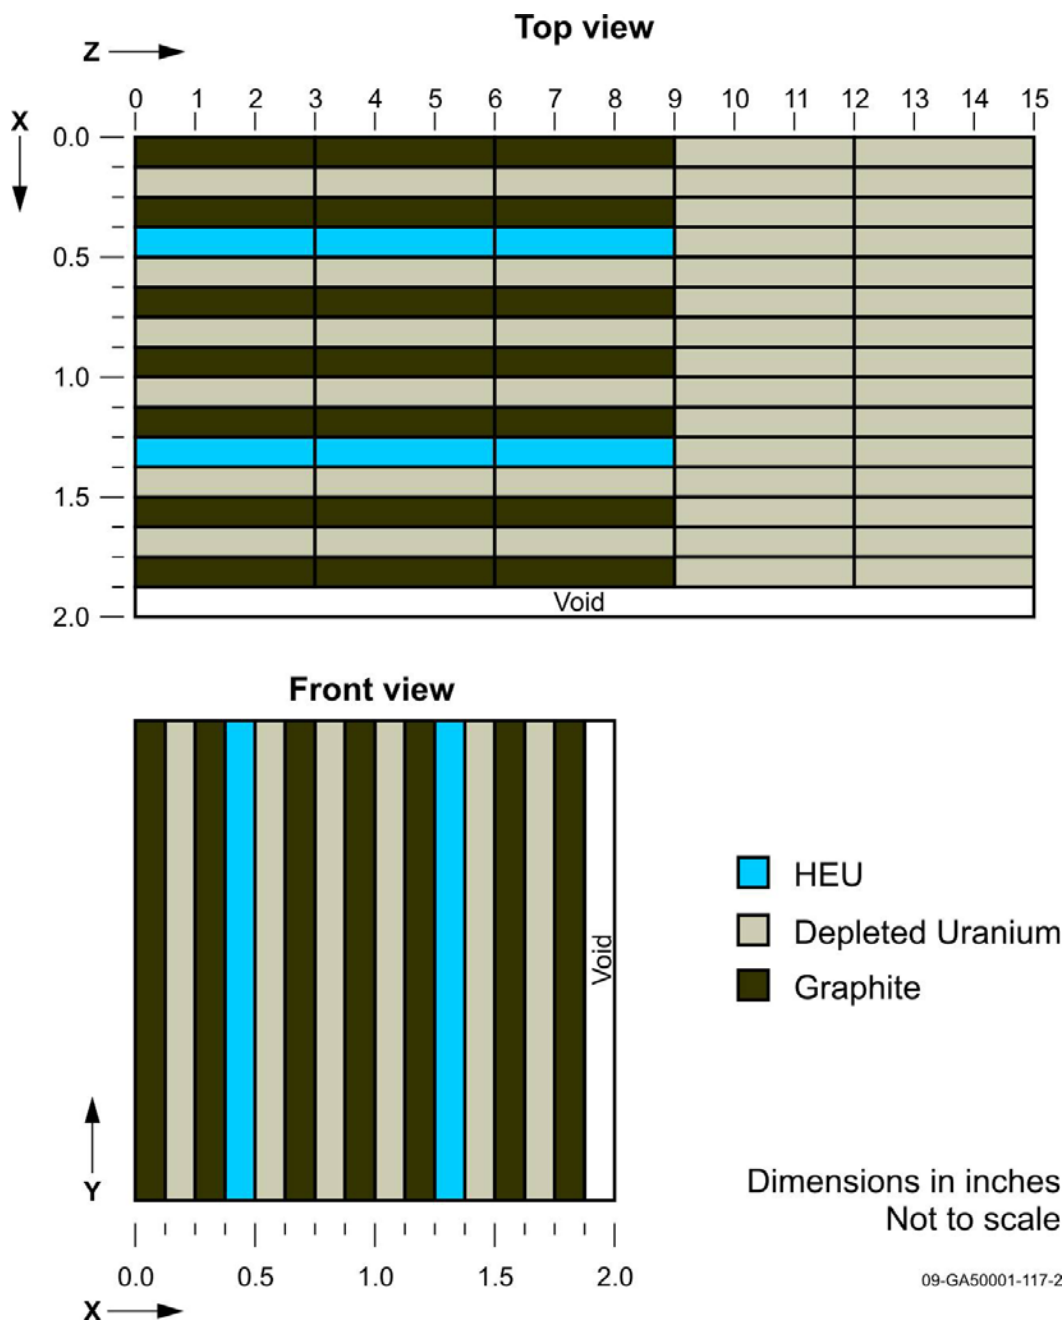 Top view
Z
0 1 2 3 4 5 6 7 8 9 10 11 12 13 14 15
X
0.0
0.5
1.0
1.5
Void
2.0
Front view
Void
HEU
Depleted Uranium
Graphite
Y
Dimensions in inches
Not to scale
0.0 0.5 1.0 1.5 2.0
09-GA50001-117-2
X